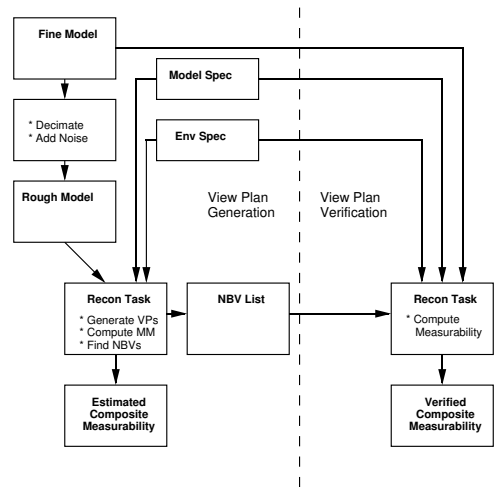 Fine Model
Model Spec
* Decimate
* Add Noise
Env Spec
Rough Model
View Plan
Generation
View Plan
Verification
Recon Task
* Generate VPs
* Compute MM
* Find NBVs
NBV List
Recon Task
* Compute
Measurability
Estimated
Composite
Measurability
Verified
Composite
Measurability